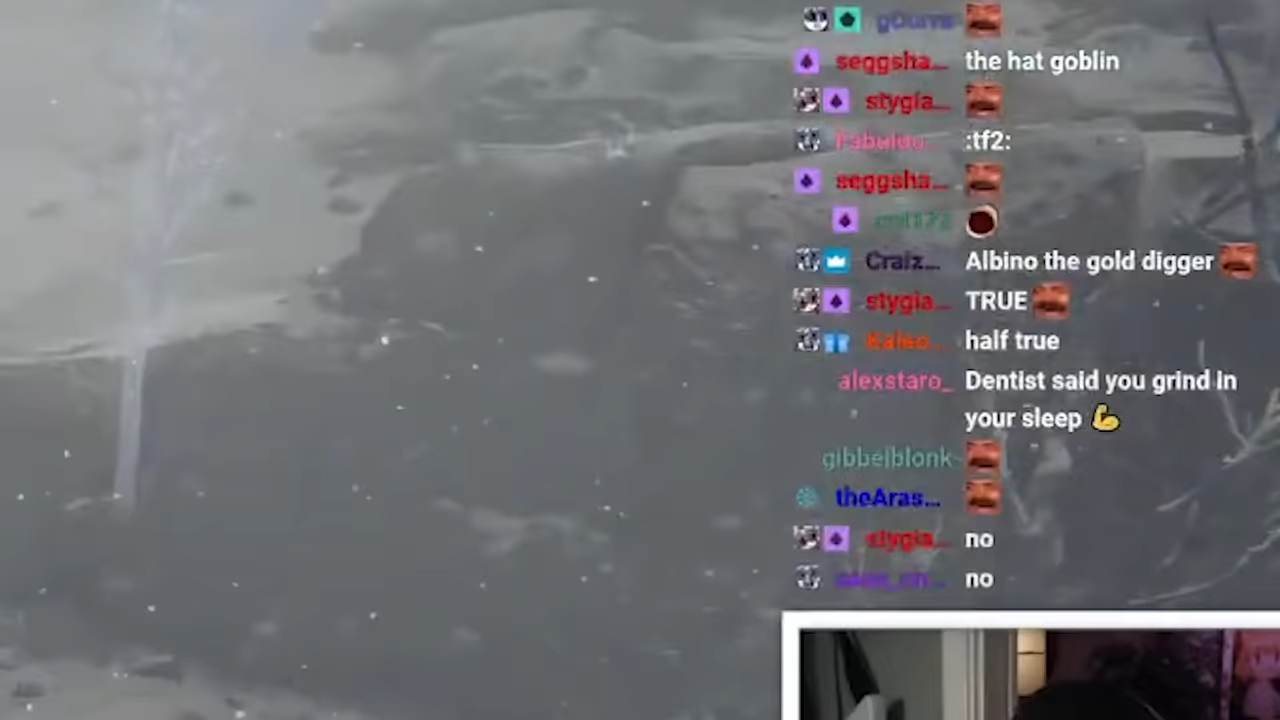 seggsha... the hat goblin
stygia...
Fabulou... :tf2:
seggsha...
Craiz... Albino the gold digger
stygia... TRUE
Kaleo... half true
alexstaro_ Dentist said you grind in
your sleep 💪
gibbelblonk-
theAras...
stygia... no
no